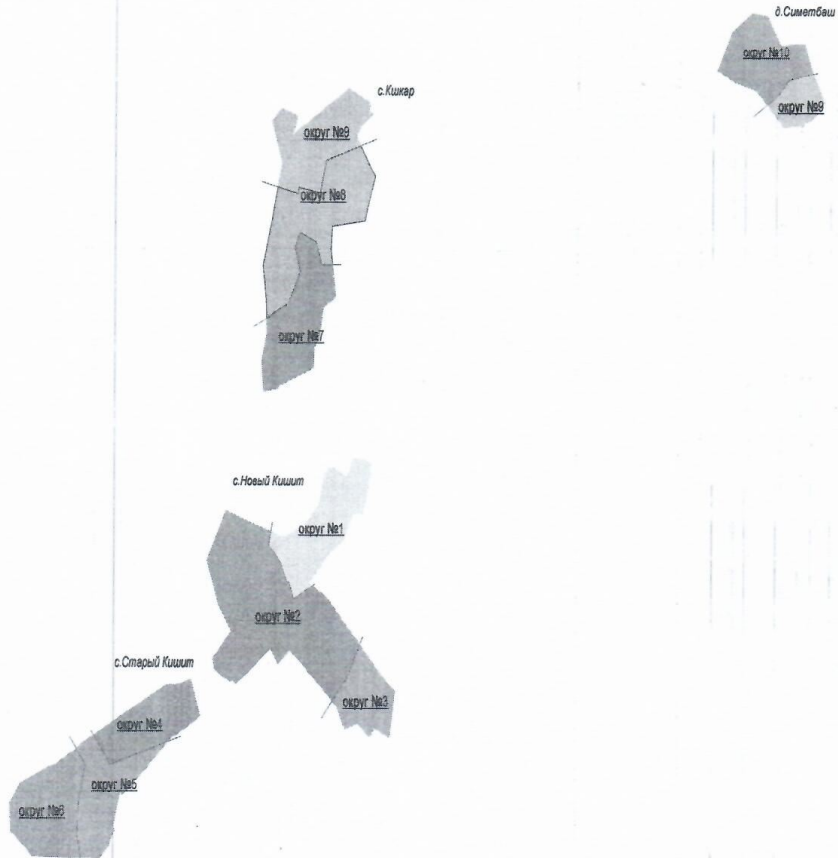 д.Симетбаш
округ №10
округ №9
с.Кшкар
округ №9
округ №8
округ №7
с.Новый Кишит
округ №1
округ №2
округ №3
с.Старый Кишит
округ №4
округ №5
округ №6